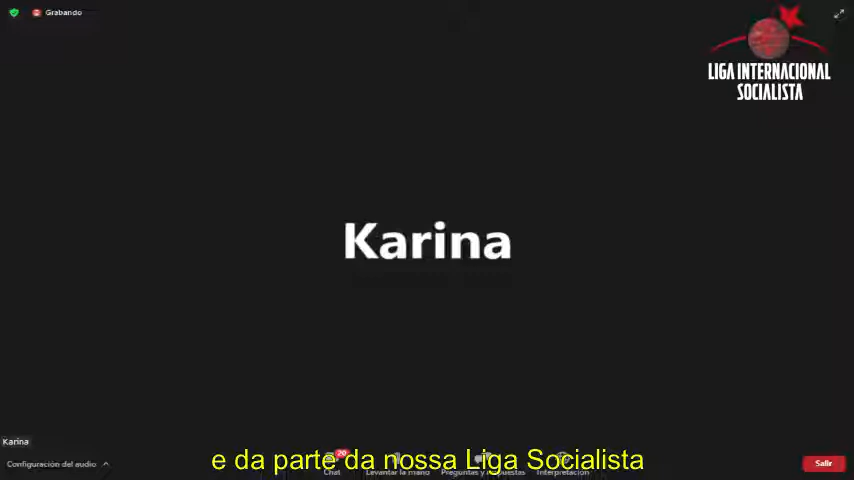 Grabando
LIGA INTERNACIONAL
SOCIALISTA
Karina
Karina
Configuración del audio
20
Chat
Levantar la mano
Preguntas y respuestas
Interpretación
Salir
e da parte da nossa Liga Socialista